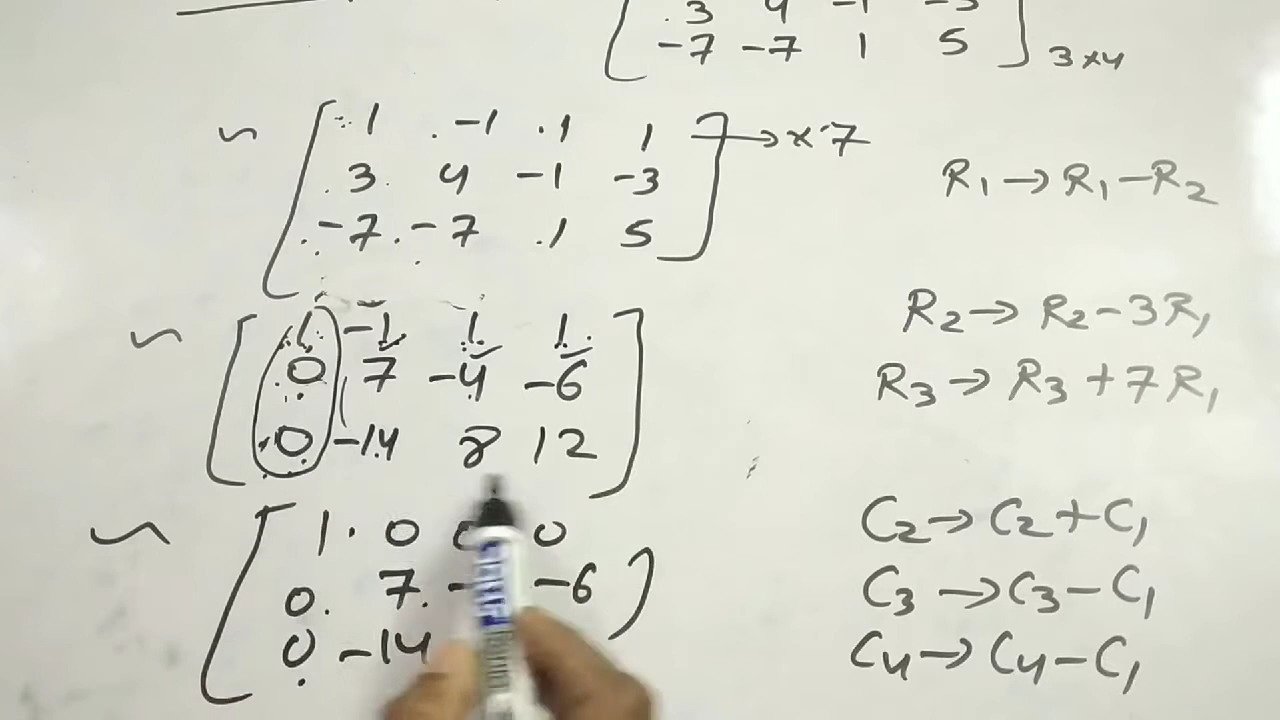 3 4 -1 -3
-7 -7 1 5
3×4
~ [ 1 -1 1 1 ] → × 7
3 4 -1 -3
-7 -7 1 5
R₁ → R₁ - R₂
~ [ 1 -1 1 1 ]
0 7 -4 -6
0 -14 8 12
R₂ → R₂ - 3R₁
R₃ → R₃ + 7R₁
~ [ 1 0 0 0 ]
0 7 - -6
0 -14
C₂ → C₂ + C₁
C₃ → C₃ - C₁
C₄ → C₄ - C₁